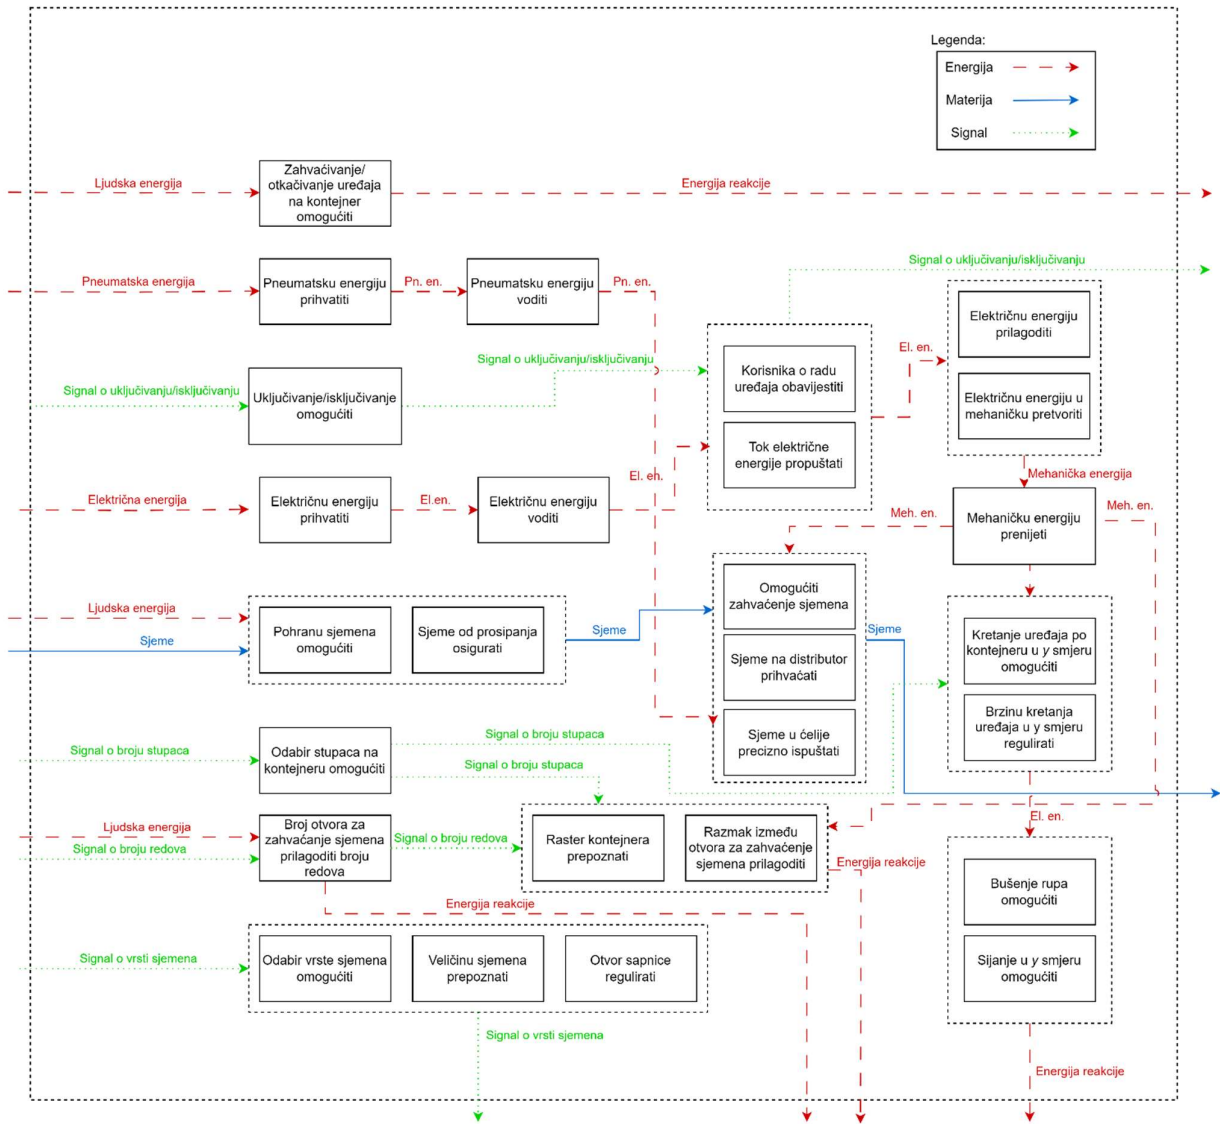 Legenda:
Energija
Materija
Signal
Ljudska energija
Zahvaćivanje/
otkačivanje uređaja
na kontejner
omogućiti
Energija reakcije
Pneumatska energija
Pneumatsku energiju
prihvatiti
Pn. en.
Pneumatsku energiju
voditi
Pn. en.
Signal o uključivanju/isključivanju
Električnu energiju
prilagoditi
Električnu energiju u
mehaničku pretvoriti
El. en.
Signal o uključivanju/isključivanju
Uključivanje/isključivanje
omogućiti
Signal o uključivanju/isključivanju
Korisnika o radu
uređaja obavijestiti
Tok električne
energije propuštati
Električna energija
Električnu energiju
prihvatiti
El.en.
Električnu energiju
voditi
El. en.
Mehanička energija
Meh. en.
Mehaničku energiju
prenijeti
Meh. en.
Ljudska energija
Sjeme
Pohranu sjemena
omogućiti
Sjeme od prosipanja
osigurati
Sjeme
Omogućiti
zahvaćenje sjemena
Sjeme na distributor
prihvaćati
Sjeme u ćelije
precizno ispuštati
Sjeme
Kretanje uređaja po
kontejneru u y smjeru
omogućiti
Brzinu kretanja
uređaja u y smjeru
regulirati
Signal o broju stupaca
Odabir stupaca na
kontejneru omogućiti
Signal o broju stupaca
Signal o broju stupaca
Ljudska energija
Signal o broju redova
Broj otvora za
zahvaćanje sjemena
prilagoditi broju
redova
Signal o broju redova
Raster kontejnera
prepoznati
Razmak između
otvora za zahvaćenje
sjemena prilagoditi
Energija reakcije
El. en.
Energija reakcije
Bušenje rupa
omogućiti
Sijanje u y smjeru
omogućiti
Signal o vrsti sjemena
Odabir vrste sjemena
omogućiti
Veličinu sjemena
prepoznati
Otvor sapnice
regulirati
Signal o vrsti sjemena
Energija reakcije